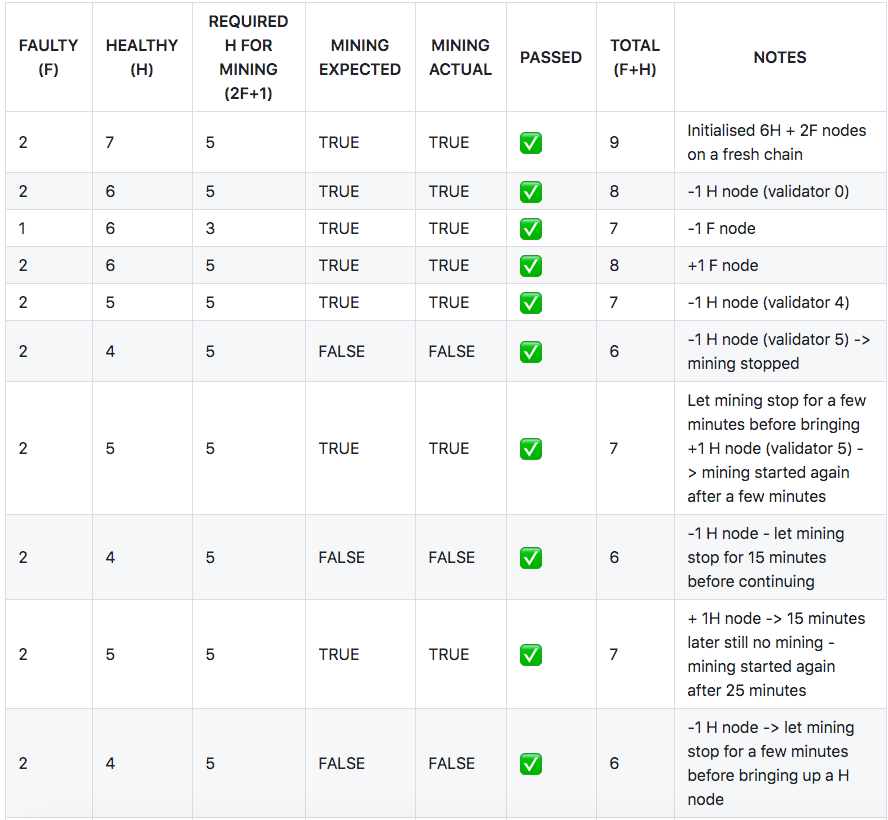 FAULTY (F) HEALTHY (H) REQUIRED H FOR MINING (2F+1) MINING EXPECTED MINING ACTUAL PASSED TOTAL (F+H) NOTES
2 7 5 TRUE TRUE ✅ 9 Initialised 6H + 2F nodes
on a fresh chain
2 6 5 TRUE TRUE ✅ 8 -1 H node (validator 0)
1 6 3 TRUE TRUE ✅ 7 -1 F node
2 6 5 TRUE TRUE ✅ 8 +1 F node
2 5 5 TRUE TRUE ✅ 7 -1 H node (validator 4)
2 4 5 FALSE FALSE ✅ 6 -1 H node (validator 5) ->
mining stopped
2 5 5 TRUE TRUE ✅ 7 Let mining stop for a few
minutes before bringing
+1 H node (validator 5) -
> mining started again
after a few minutes
2 4 5 FALSE FALSE ✅ 6 -1 H node - let mining
stop for 15 minutes
before continuing
2 5 5 TRUE TRUE ✅ 7 + 1H node -> 15 minutes
later still no mining -
mining started again
after 25 minutes
2 4 5 FALSE FALSE ✅ 6 -1 H node -> let mining
stop for a few minutes
before bringing up a H
node